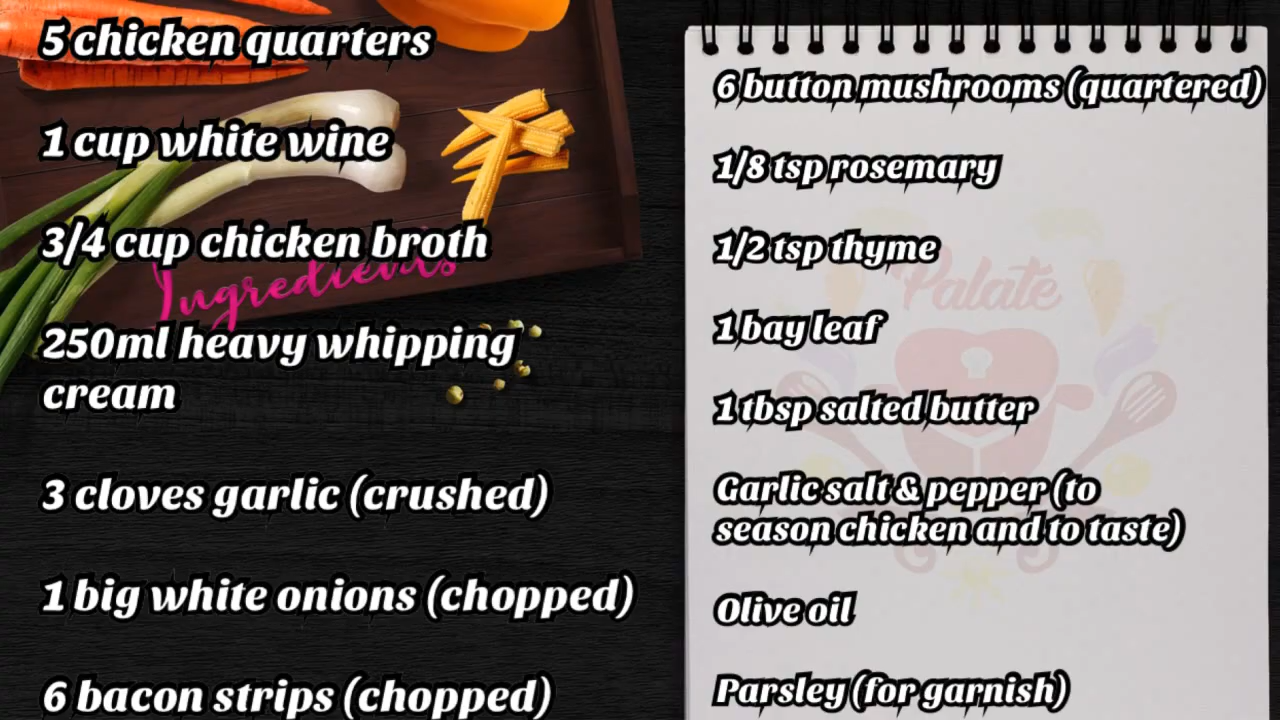 5 chicken quarters
1 cup white wine
3/4 cup chicken broth
Ingredients
250ml heavy whipping
cream
3 cloves garlic (crushed)
1 big white onions (chopped)
6 bacon strips (chopped)
6 button mushrooms (quartered)
1/8 tsp rosemary
1/2 tsp thyme
Palate
1 bay leaf
1 tbsp salted butter
Garlic salt & pepper (to
season chicken and to taste)
Olive oil
Parsley (for garnish)